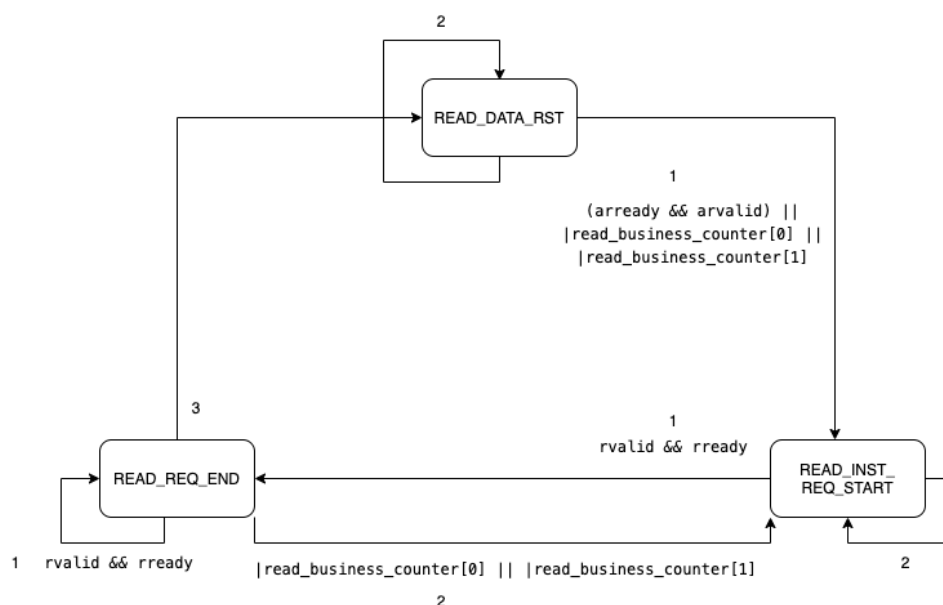 2
READ_DATA_RST
1
(arready && arvalid) ||
|read_business_counter[0] ||
|read_business_counter[1]
3
1
rvalid && rready
READ_REQ_END
READ_INST_
REQ_START
1 rvalid && rready
|read_business_counter[0] || |read_business_counter[1]
2
2